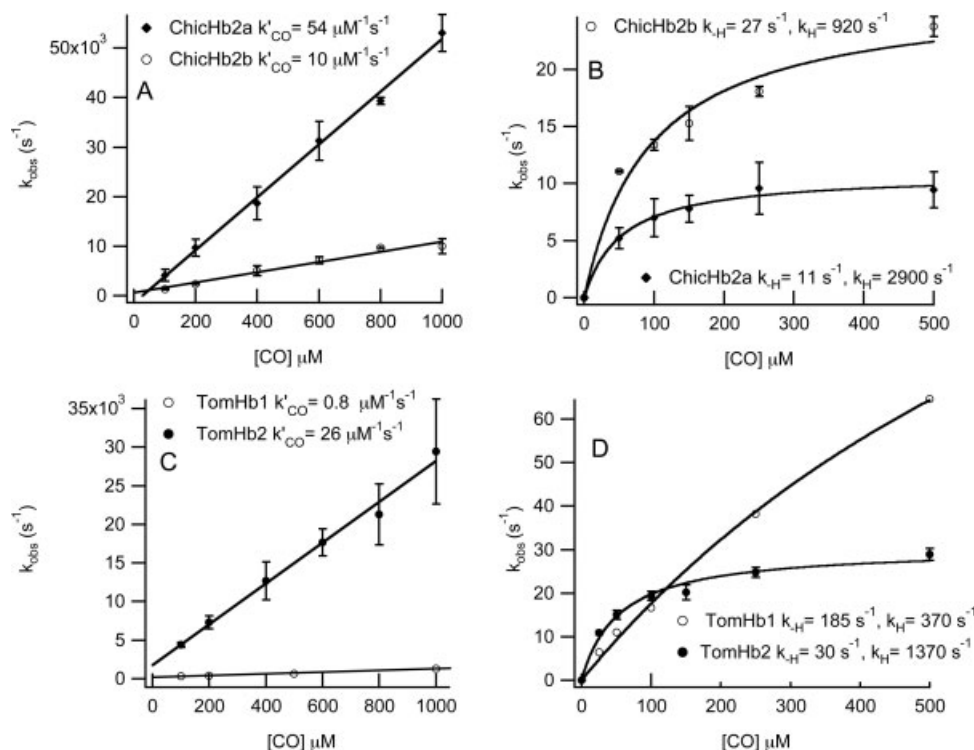 ◆ ChicHb2a k'CO = 54 μM-1s-1
○ ChicHb2b k'CO = 10 μM-1s-1
A
50x10³
40
30
20
10
0
kobs (s-1)
0 200 400 600 800 1000
[CO] μM
○ ChicHb2b k-H= 27 s-1, kH= 920 s-1
B
20
15
10
5
0
kobs (s-1)
◆ ChicHb2a k-H= 11 s-1, kH= 2900 s-1
0 100 200 300 400 500
[CO] μM
○ TomHb1 k'CO= 0.8 μM-1s-1
● TomHb2 k'CO= 26 μM-1s-1
C
35x10³
30
25
20
15
10
5
0
kobs (s-1)
0 200 400 600 800 1000
[CO] μM
D
60
50
40
30
20
10
0
kobs (s-1)
○ TomHb1 k-H= 185 s-1, kH= 370 s-1
● TomHb2 k-H= 30 s-1, kH= 1370 s-1
0 100 200 300 400 500
[CO] μM